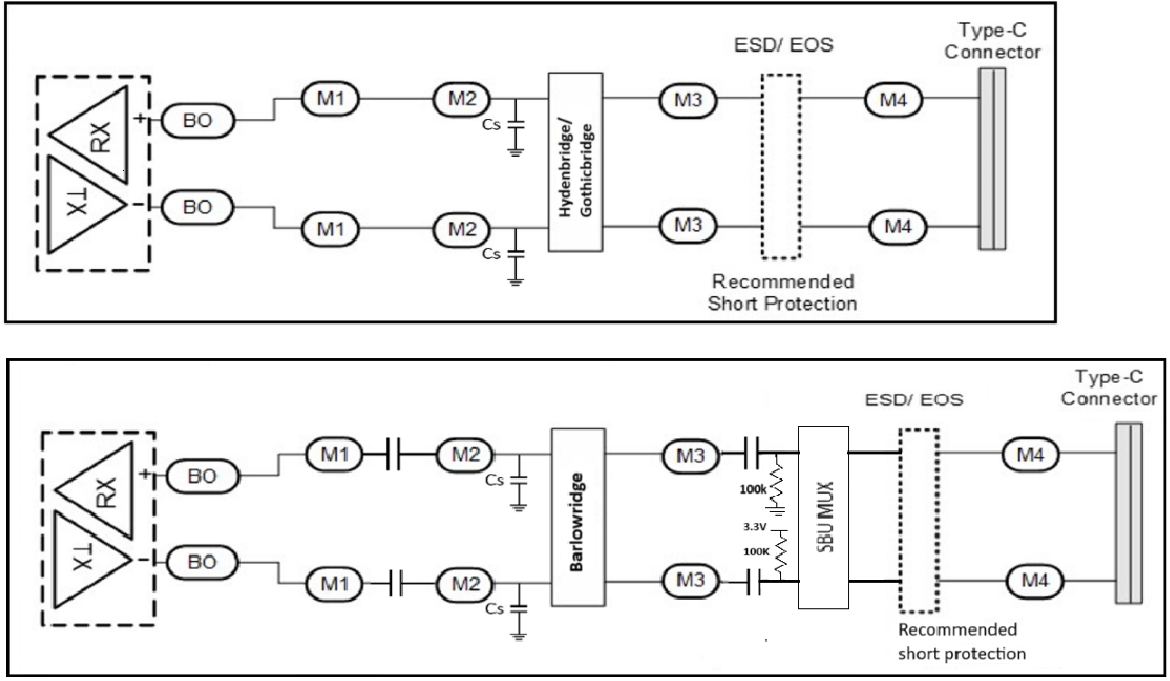 ESD/ EOS
Type-C
Connector
RX
TX
+
-
BO
M1
M2
Cs
Hydenbridge/
Gothicbridge
M3
M4
BO
M1
M2
Cs
M3
M4
Recommended
Short Protection
Type-C
Connector
ESD/ EOS
RX
TX
+
-
BO
M1
M2
Cs
Barlowridge
M3
100k
3.3V
100K
SBU MUX
M4
BO
M1
M2
Cs
M3
M4
Recommended
short protection